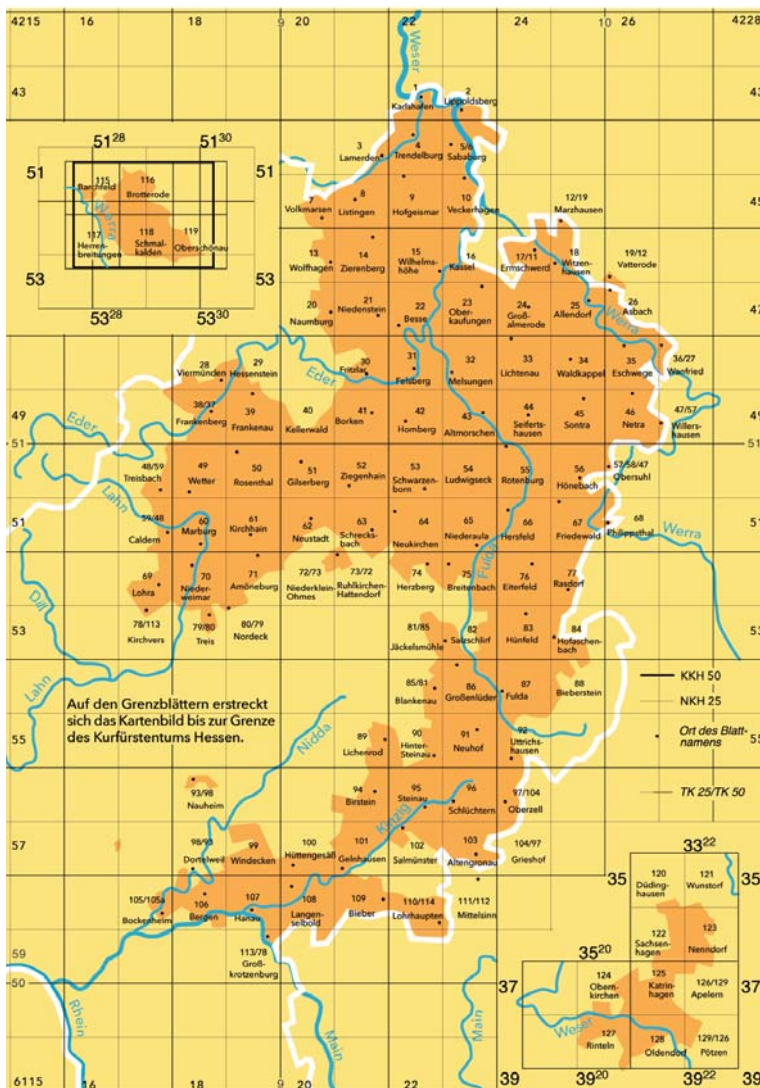 4215 16 18 9 20 22 24 10 26 4228
Weser
43
1
Karlshafen
2
Lippoldsberg
43
51 28 51 30
51
115
Barchfeld
116
Brotterode
Werra
117
Herren-
breitungen
118
Schmal-
kalden
119
Oberschönau
53
53 28 53 30
51
3
Lamerden
4
Trendelburg
5/6
Sababurg
7
Volkmarsen
8
Listingen
9
Hofgeismar
10
Veckerhagen
12/19
Marzhausen
45
13
Wolfhagen
14
Zierenberg
15
Wilhelms-
höhe
16
Kassel
17/11
Ermschwerd
18
Witzen-
hausen
19/12
Vatterode
53
20
Naumburg
21
Niedenstein
22
Besse
23
Ober-
kaufungen
24
Groß-
almerode
25
Allendorf
26
Asbach
47
Werra
28
Viermünden
29
Hessenstein
Eder
30
Fritzlar
31
Felsberg
32
Melsungen
33
Lichtenau
34
Waldkappel
35
Eschwege
36/27
Wanfried
Eder
38/37
Frankenberg
39
Frankenau
40
Kellerwald
41
Borken
42
Homberg
43
Altmorschen
44
Seiferts-
hausen
45
Sontra
46
Netra
47/57
Willers-
hausen
49
51
48/59
Treisbach
49
Wetter
50
Rosenthal
51
Gilserberg
52
Ziegenhain
53
Schwarzen-
born
54
Ludwigseck
55
Rotenburg
56
Hönebach
57/58/47
Obersuhl
Lahn
59/48
Caldern
60
Marburg
61
Kirchhain
62
Neustadt
63
Schrecks-
bach
64
Neukirchen
65
Niederaula
66
Hersfeld
67
Friedewald
68
Philippsthal
Werra
51
69
Lohra
70
Nieder-
weimar
71
Amöneburg
72/73
Niederklein-
Ohmes
73/72
Ruhlkirchen-
Hattendorf
74
Herzberg
75
Breitenbach
76
Eiterfeld
77
Rasdorf
Fulda
Dill
78/113
Kirchvers
79/80
Treis
80/79
Nordeck
81/85
Jäckelsmühle
82
Salzschlirf
83
Hünfeld
84
Hofaschen-
bach
53
Lahn
85/81
Blankenau
86
Großenlüder
87
Fulda
88
Bieberstein
Auf den Grenzblättern erstreckt
sich das Kartenbild bis zur Grenze
des Kurfürstentums Hessen.
KKH 50
NKH 25
Ort des Blatt-
namens
TK 25/TK 50
Nidda
89
Lichenrod
90
Hinter-
Steinau
91
Neuhof
92
Uttrichs-
hausen
55
93/98
Nauheim
94
Birstein
95
Steinau
96
Schlüchtern
97/104
Oberzell
Kinzig
57
98/93
Dortelweil
99
Windecken
100
Hüttengesäß
101
Gelnhausen
102
Salmünster
103
Altengronau
104/97
Grieshof
105/105a
Bockenheim
106
Bergen
107
Hanau
108
Langen-
selbold
109
Bieber
110/114
Lohrhaupten
111/112
Mittelsinn
113/78
Groß-
krotzenburg
59
50
Rhein
Main
Main
33 22
35 35
120
Düding-
hausen
121
Wunstorf
122
Sachsen-
hagen
123
Nenndorf
35 20
37 37
124
Obern-
kirchen
125
Katrin-
hagen
126/129
Apelern
Weser
127
Rinteln
128
Oldendorf
129/126
Pötzen
39 39 20 39 22
6115 16 18 9 20 22